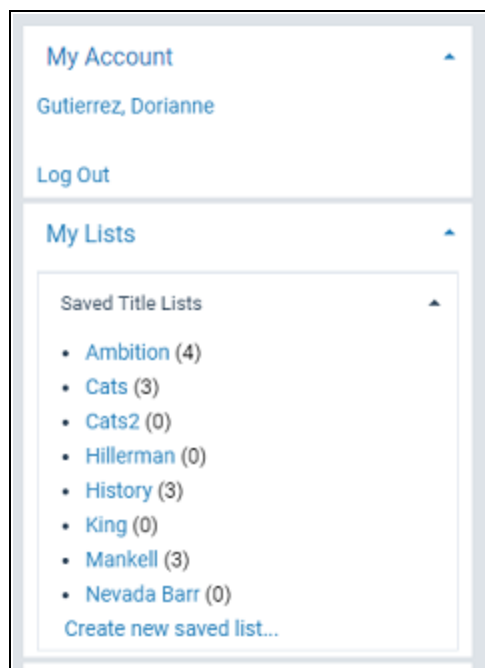 My Account
Gutierrez, Dorianne
Log Out
My Lists
Saved Title Lists
Ambition (4)
Cats (3)
Cats2 (0)
Hillerman (0)
History (3)
King (0)
Mankell (3)
Nevada Barr (0)
Create new saved list...